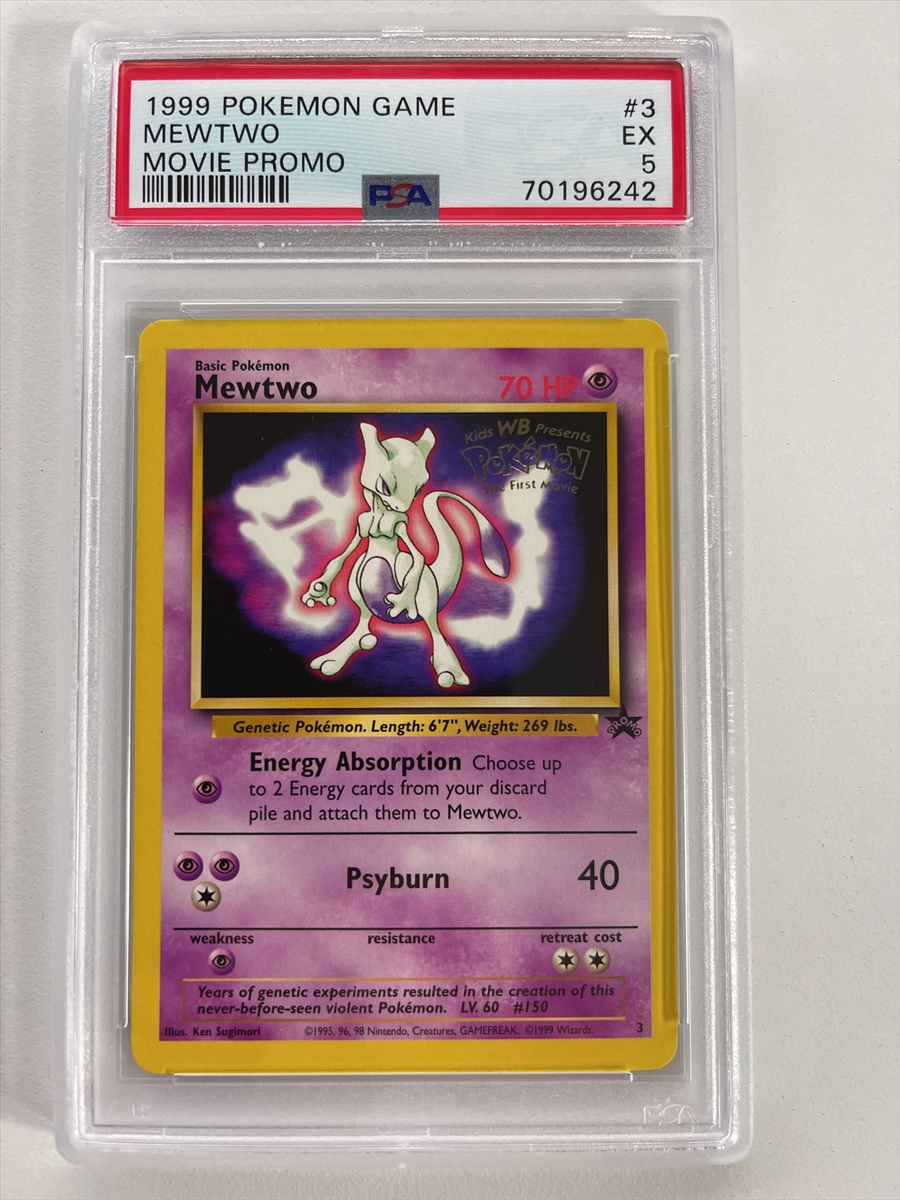 1999 POKEMON GAME #3
MEWTWO EX
MOVIE PROMO 5
PSA 70196242
Basic Pokémon
Mewtwo 70 HP
Kids WB Presents
POKéMON
The First Movie
Genetic Pokémon. Length: 6'7", Weight: 269 lbs.
PROMO
Energy Absorption Choose up
to 2 Energy cards from your discard
pile and attach them to Mewtwo.
Psyburn 40
weakness resistance retreat cost
Years of genetic experiments resulted in the creation of this
never-before-seen violent Pokémon. LV. 60 #150
Illus. Ken Sugimori ©1995, 96, 98 Nintendo, Creatures, GAMEFREAK. ©1999 Wizards. 3
PSA